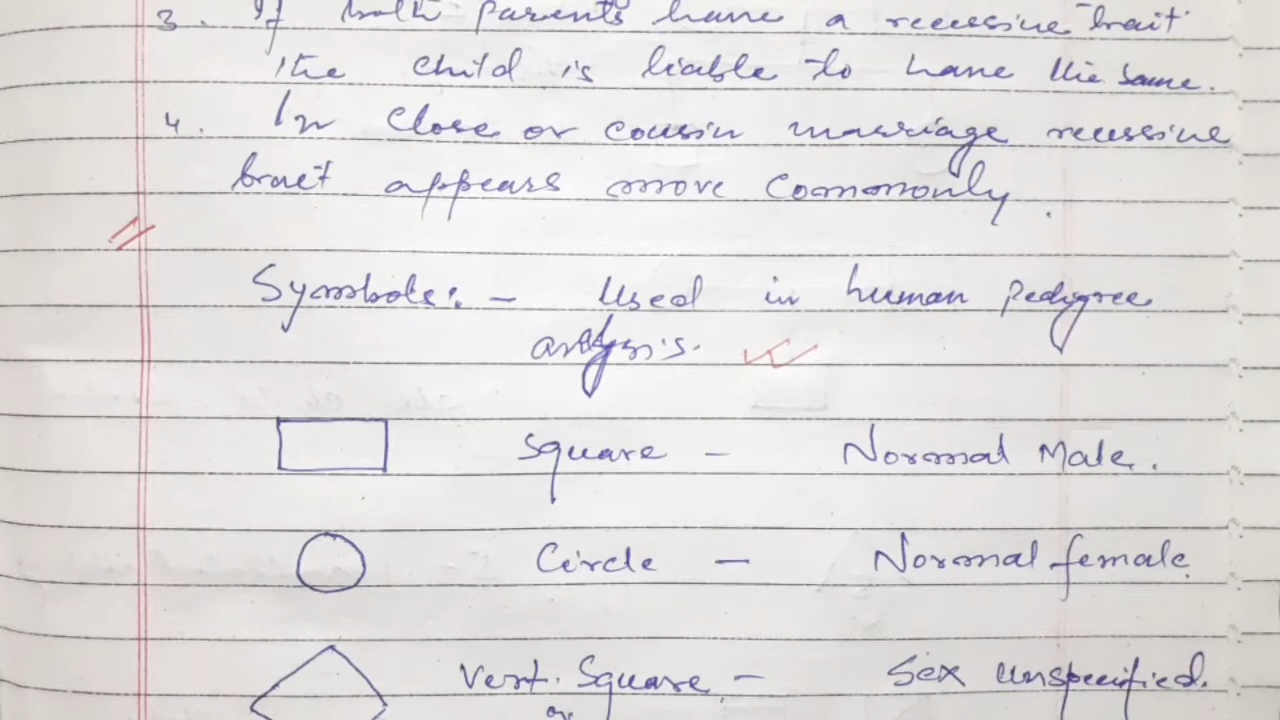 3. If both parents have a recessive trait
the child is liable to have the same.
4. In close or cousin marriage recessive
trait appears more commonly.
Symbols:- Used in human pedigree
analysis.
Square - Normal Male.
Circle - Normal female.
Vert. Square - Sex unspecified.
or